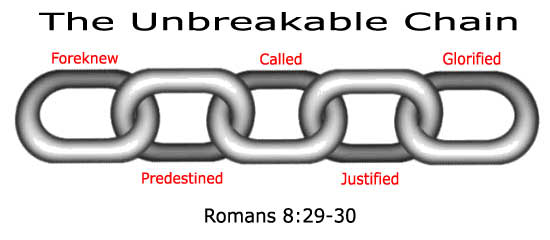 The Unbreakable Chain
Foreknew Called Glorified
Predestined Justified
Romans 8:29-30